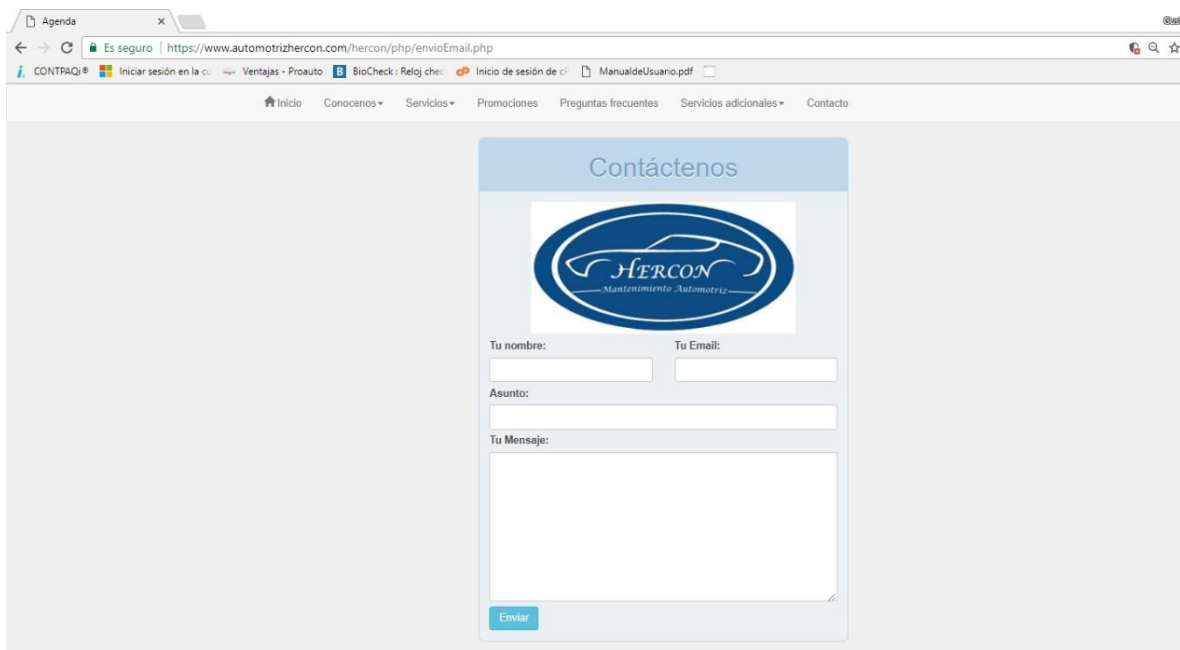 Agenda
Es seguro | https://www.automotrizhercon.com/hercon/php/envioEmail.php
CONTPAQi® Iniciar sesión en la cu Ventajas - Proauto BioCheck : Reloj chec Inicio de sesión de c ManualdeUsuario.pdf
Inicio Conocenos Servicios Promociones Preguntas frecuentes Servicios adicionales Contacto
Contáctenos
HERCON
Mantenimiento Automotriz
Tu nombre: Tu Email:
Asunto:
Tu Mensaje:
Enviar